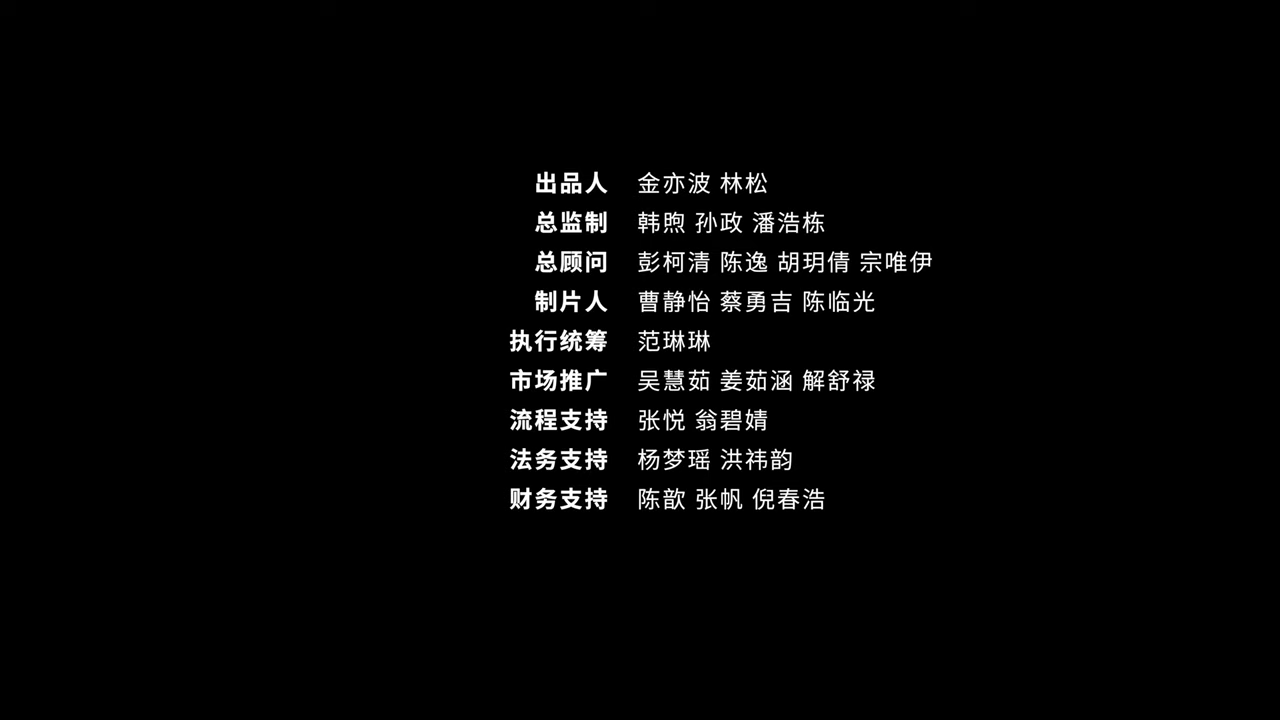 出品人 金亦波 林松
总监制 韩煦 孙政 潘浩栋
总顾问 彭柯清 陈逸 胡玥倩 宗唯伊
制片人 曹静怡 蔡勇吉 陈临光
执行统筹 范琳琳
市场推广 吴慧茹 姜茹涵 解舒禄
流程支持 张悦 翁碧婧
法务支持 杨梦瑶 洪祎韵
财务支持 陈歆 张帆 倪春浩